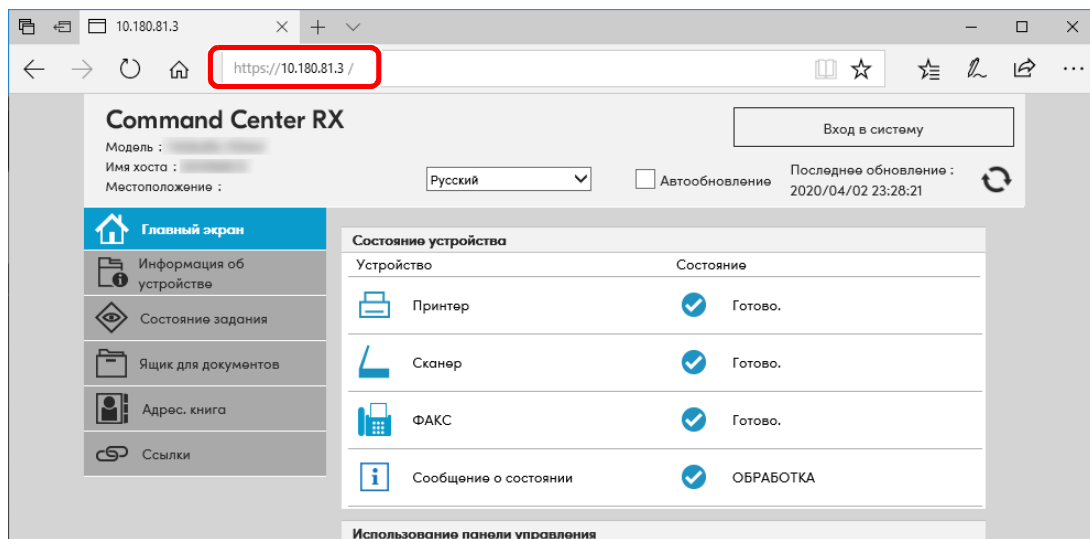 10.180.81.3
https://10.180.81.3 /
Command Center RX
Модель :
Имя хоста :
Местоположение :
Русский
Автообновление
Вход в систему
Последнее обновление :
2020/04/02 23:28:21
Главный экран
Информация об
устройстве
Состояние задания
Ящик для документов
Адрес. книга
Ссылки
Состояние устройства
Устройство Состояние
Принтер Готово.
Сканер Готово.
ФАКС Готово.
Сообщение о состоянии ОБРАБОТКА
Использование панели управления